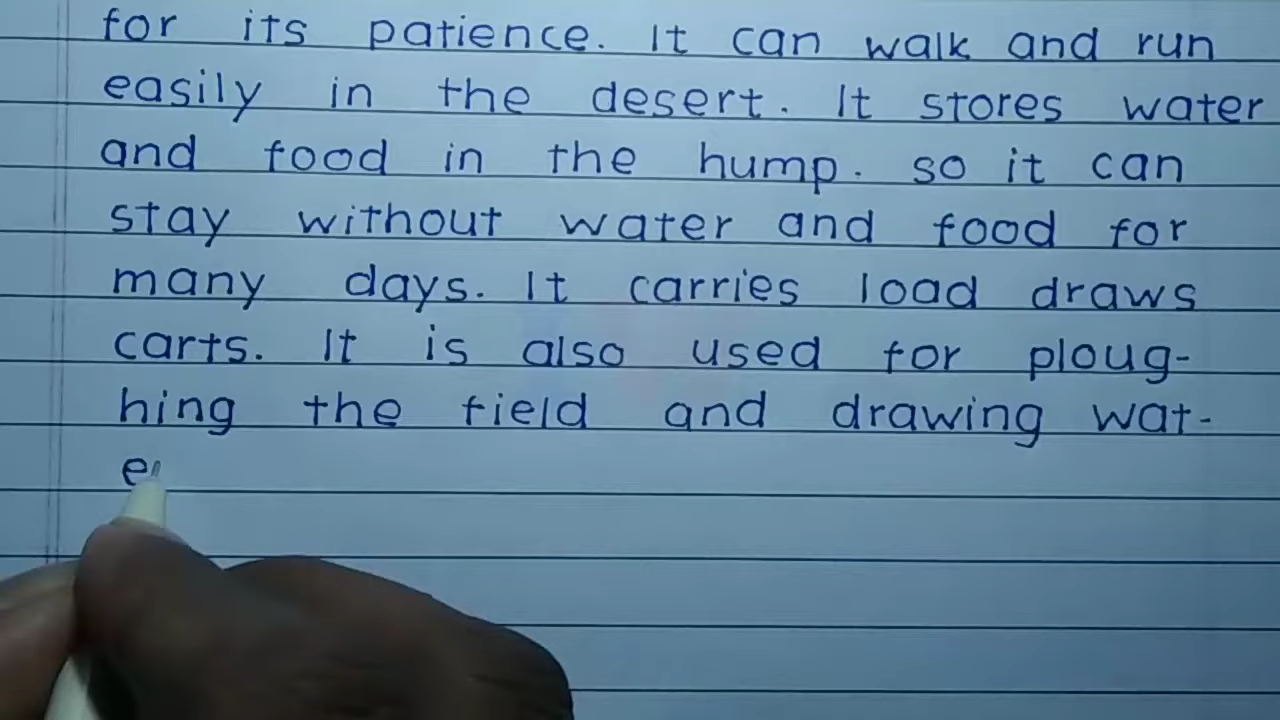 for its patience. It can walk and run
easily in the desert. It stores water
and food in the hump. so it can
stay without water and food for
many days. It carries load draws
carts. It is also used for ploug-
hing the field and drawing wat-
er